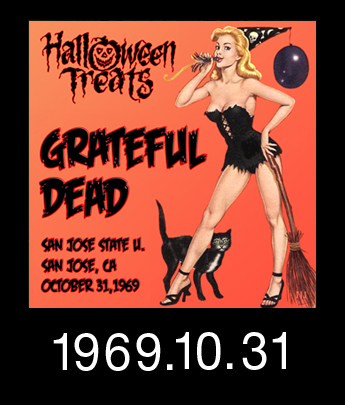 Halloween
Treats
GRATEFUL
DEAD
SAN JOSE STATE U.
SAN JOSE, CA
OCTOBER 31,1969
1969.10.31